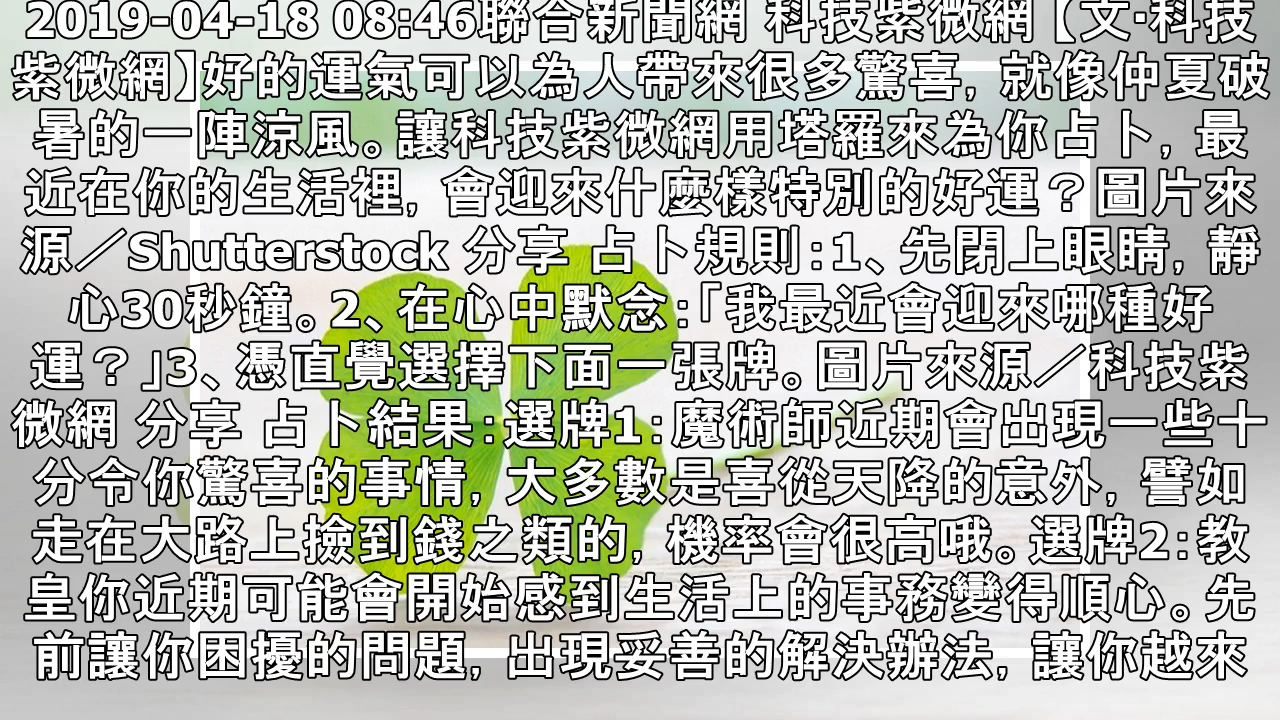 2019-04-18 08:46聯合新聞網 科技紫微網【文·科技
紫微網】好的運氣可以為人帶來很多驚喜，就像仲夏破
暑的一陣涼風。讓科技紫微網用塔羅來為你占卜，最
近在你的生活裡，會迎來什麼樣特別的好運？圖片來
源／Shutterstock 分享 占卜規則：1、先閉上眼睛，靜
心30秒鐘。2、在心中默念：「我最近會迎來哪種好
運？」3、憑直覺選擇下面一張牌。圖片來源／科技紫
微網 分享 占卜結果：選牌1：魔術師近期會出現一些十
分令你驚喜的事情，大多數是喜從天降的意外，譬如
走在大路上撿到錢之類的，機率會很高哦。選牌2：教
皇你近期可能會開始感到生活上的事務變得順心。先
前讓你困擾的問題，出現妥善的解決辦法，讓你越來